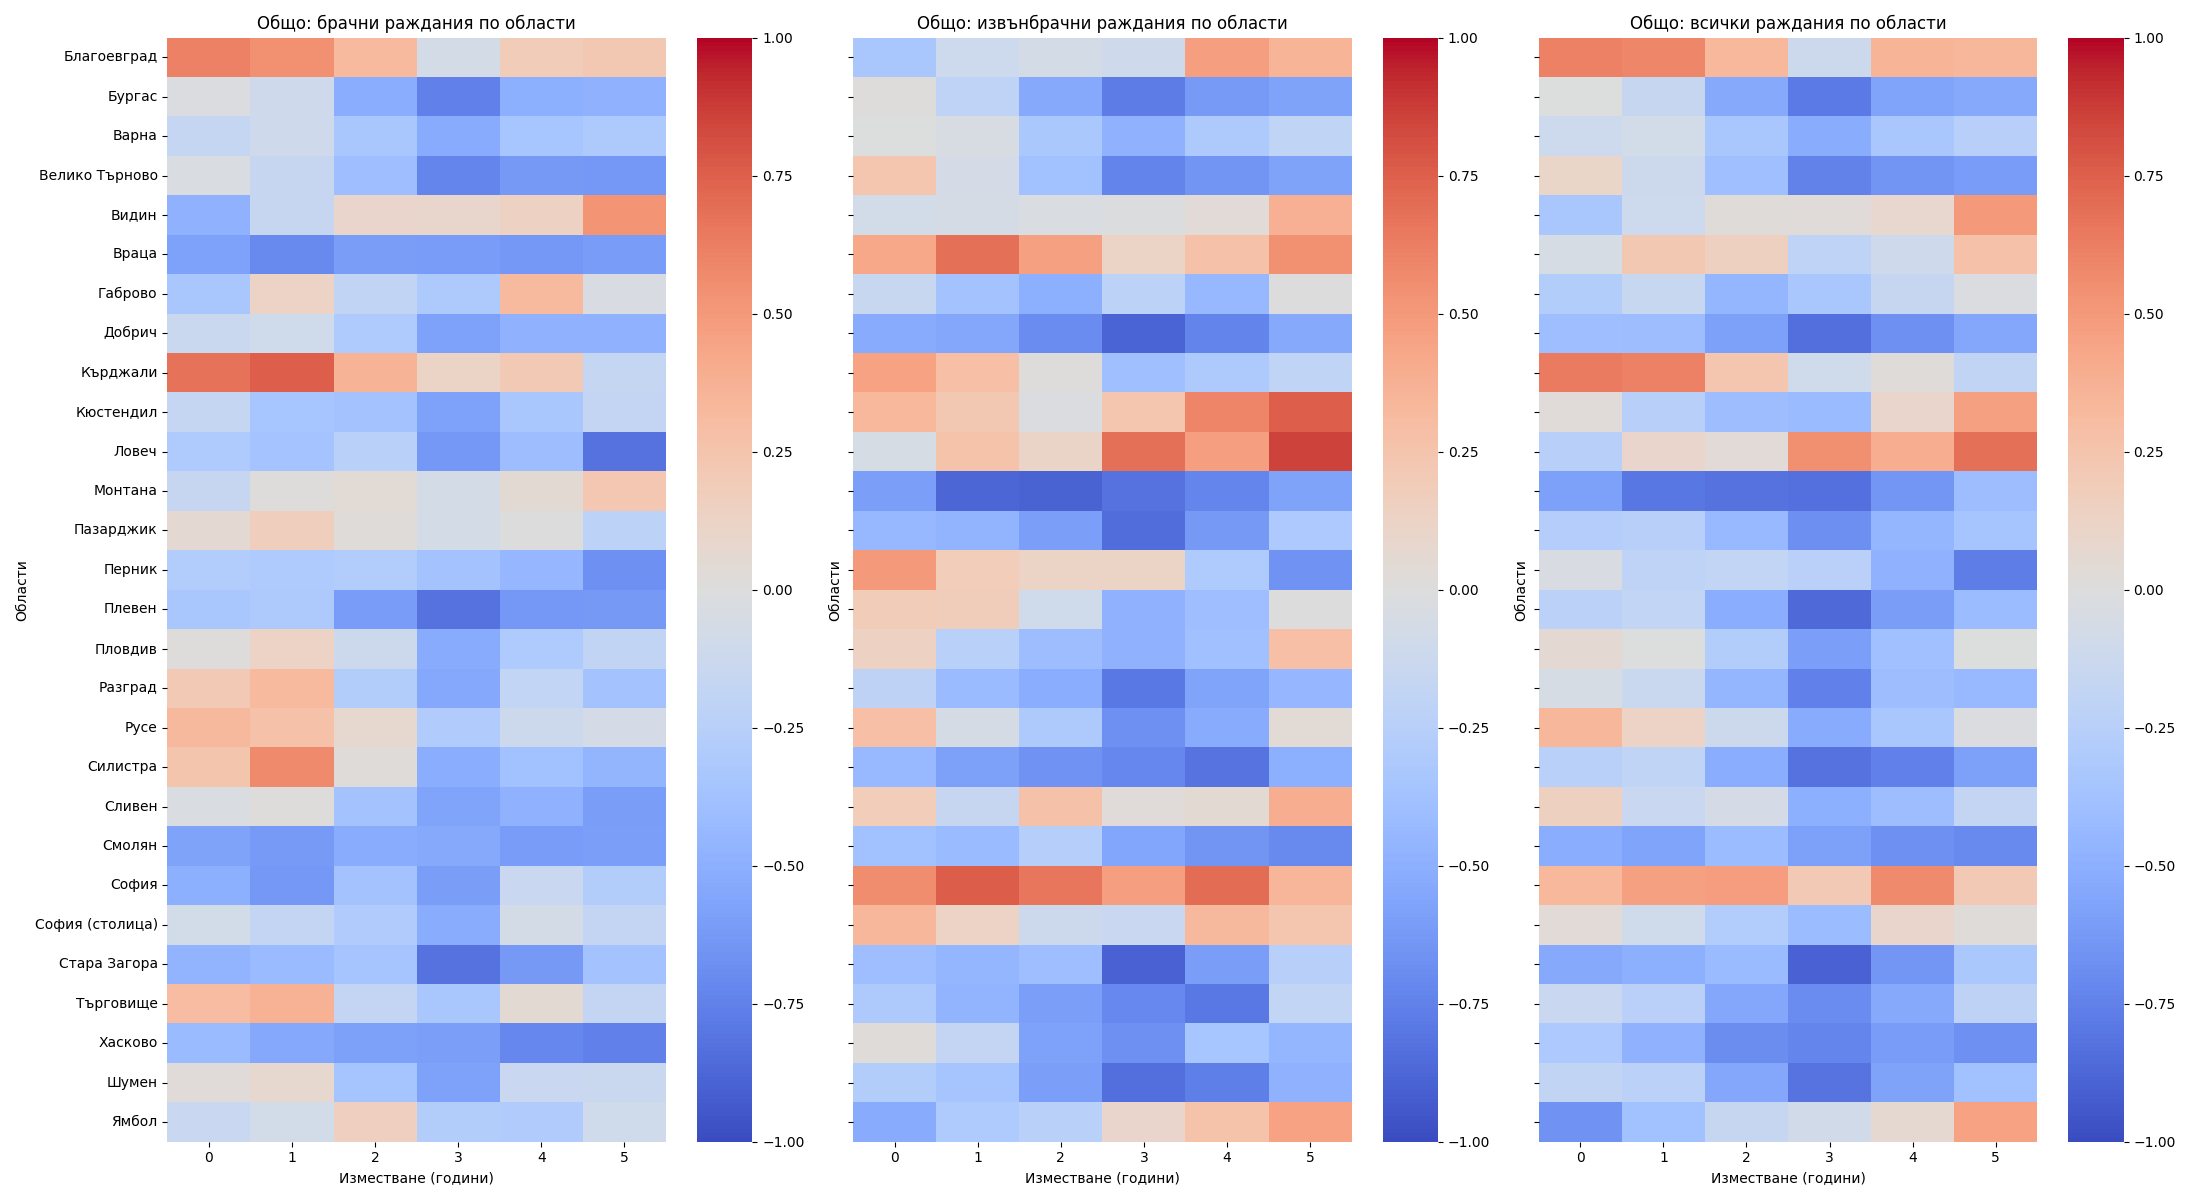 Общо: брачни раждания по области
Области
Благоевград
Бургас
Варна
Велико Търново
Видин
Враца
Габрово
Добрич
Кърджали
Кюстендил
Ловеч
Монтана
Пазарджик
Перник
Плевен
Пловдив
Разград
Русе
Силистра
Сливен
Смолян
София
София (столица)
Стара Загора
Търговище
Хасково
Шумен
Ямбол
0 1 2 3 4 5
Изместване (години)
1.00
0.75
0.50
0.25
0.00
−0.25
−0.50
−0.75
−1.00
Общо: извънбрачни раждания по области
Области
0 1 2 3 4 5
Изместване (години)
1.00
0.75
0.50
0.25
0.00
−0.25
−0.50
−0.75
−1.00
Общо: всички раждания по области
Области
0 1 2 3 4 5
Изместване (години)
1.00
0.75
0.50
0.25
0.00
−0.25
−0.50
−0.75
−1.00